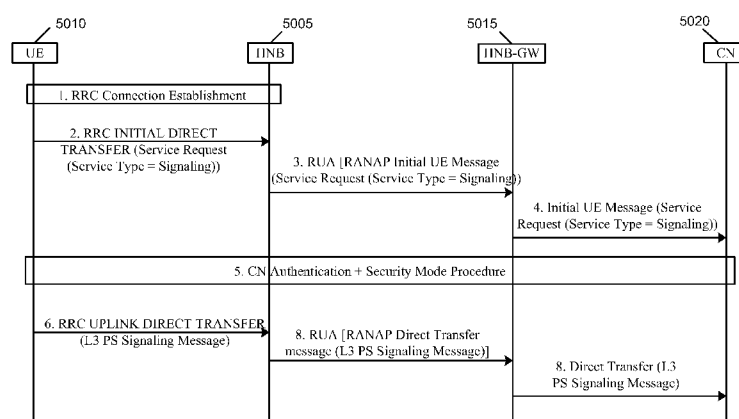 5010
5005
5015
5020
UE
HNB
HNB-GW
CN
1. RRC Connection Establishment
2. RRC INITIAL DIRECT
TRANSFER (Service Request
(Service Type = Signaling))
3. RUA [RANAP Initial UE Message
(Service Request (Service Type = Signaling))
4. Initial UE Message (Service
Request (Service Type = Signaling))
5. CN Authentication + Security Mode Procedure
6. RRC UPLINK DIRECT TRANSFER
(L3 PS Signaling Message)
8. RUA [RANAP Direct Transfer
message (L3 PS Signaling Message)]
8. Direct Transfer (L3
PS Signaling Message)